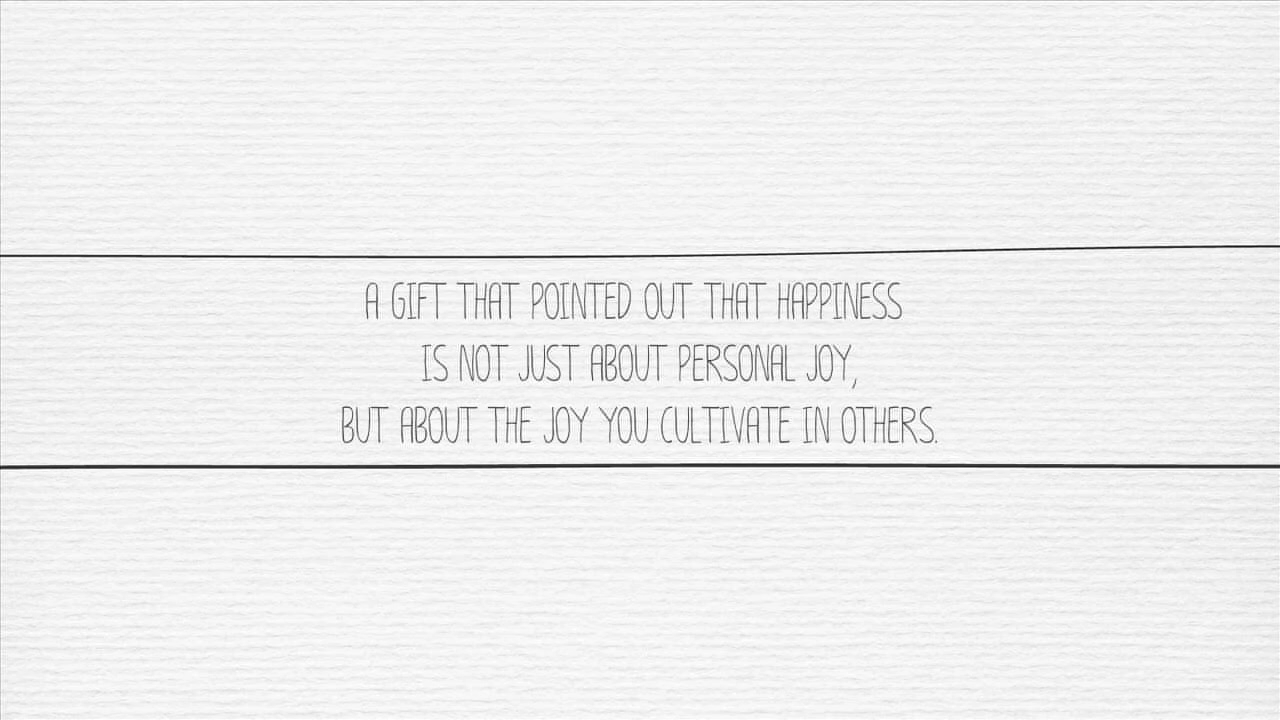 A GIFT THAT POINTED OUT THAT HAPPINESS
IS NOT JUST ABOUT PERSONAL JOY,
BUT ABOUT THE JOY YOU CULTIVATE IN OTHERS.